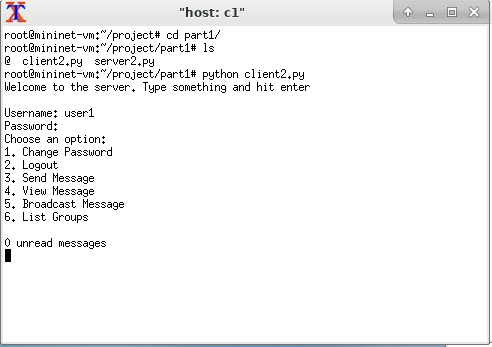 "host: c1"
root@mininet-vm:~/project# cd part1/
root@mininet-vm:~/project/part1# ls
@  client2.py  server2.py
root@mininet-vm:~/project/part1# python client2.py
Welcome to the server. Type something and hit enter
Username: user1
Password:
Choose an option:
1. Change Password
2. Logout
3. Send Message
4. View Message
5. Broadcast Message
6. List Groups
0 unread messages